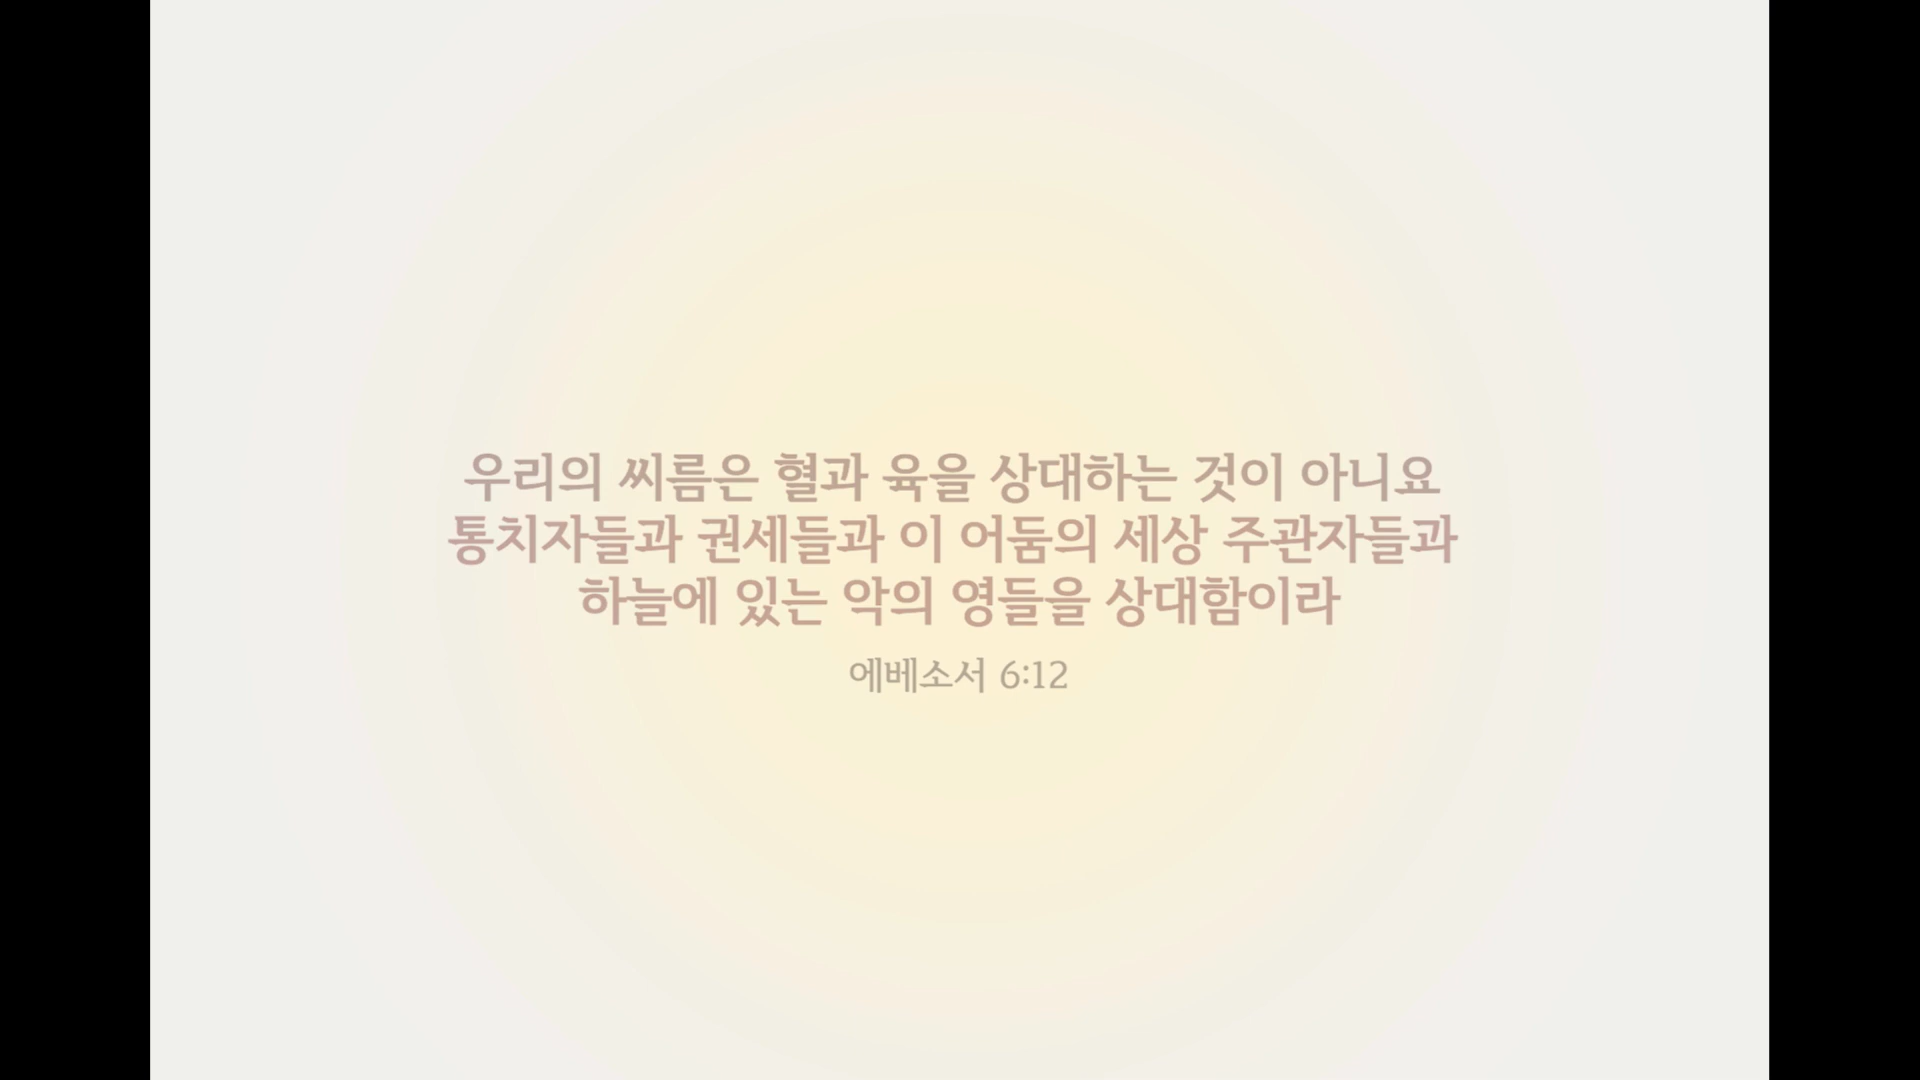 우리의 씨름은 혈과 육을 상대하는 것이 아니요
통치자들과 권세들과 이 어둠의 세상 주관자들과
하늘에 있는 악의 영들을 상대함이라
에베소서 6:12